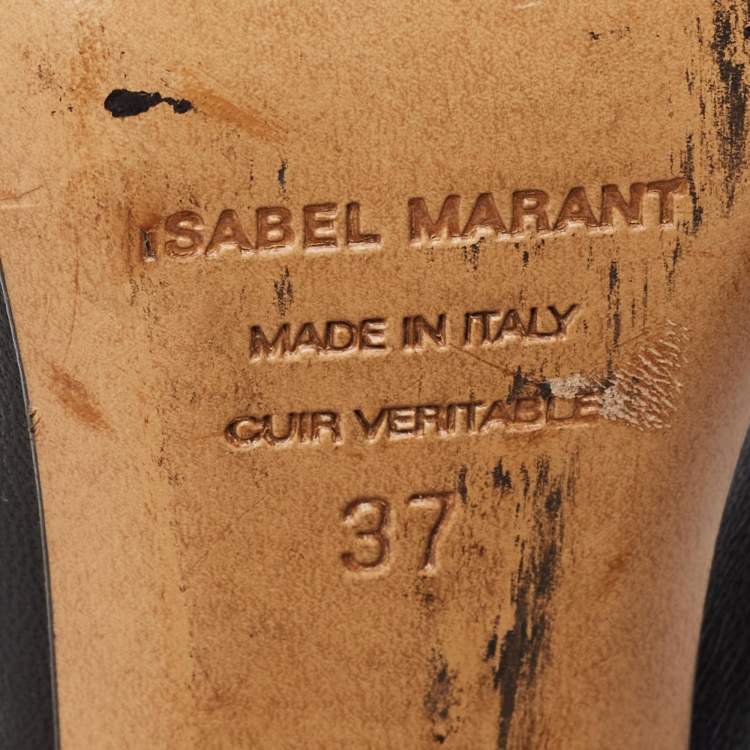 ISABEL MARANT
MADE IN ITALY
CUIR VERITABLE
37